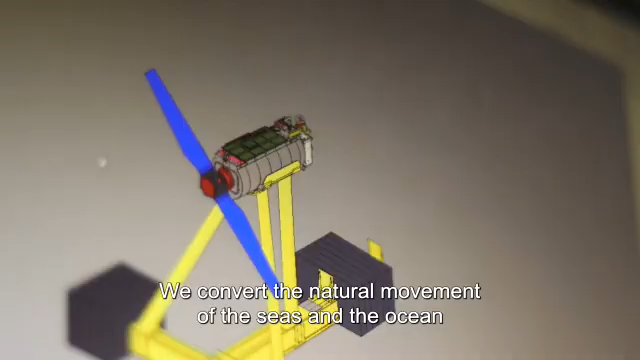 We convert the natural movement
of the seas and the ocean